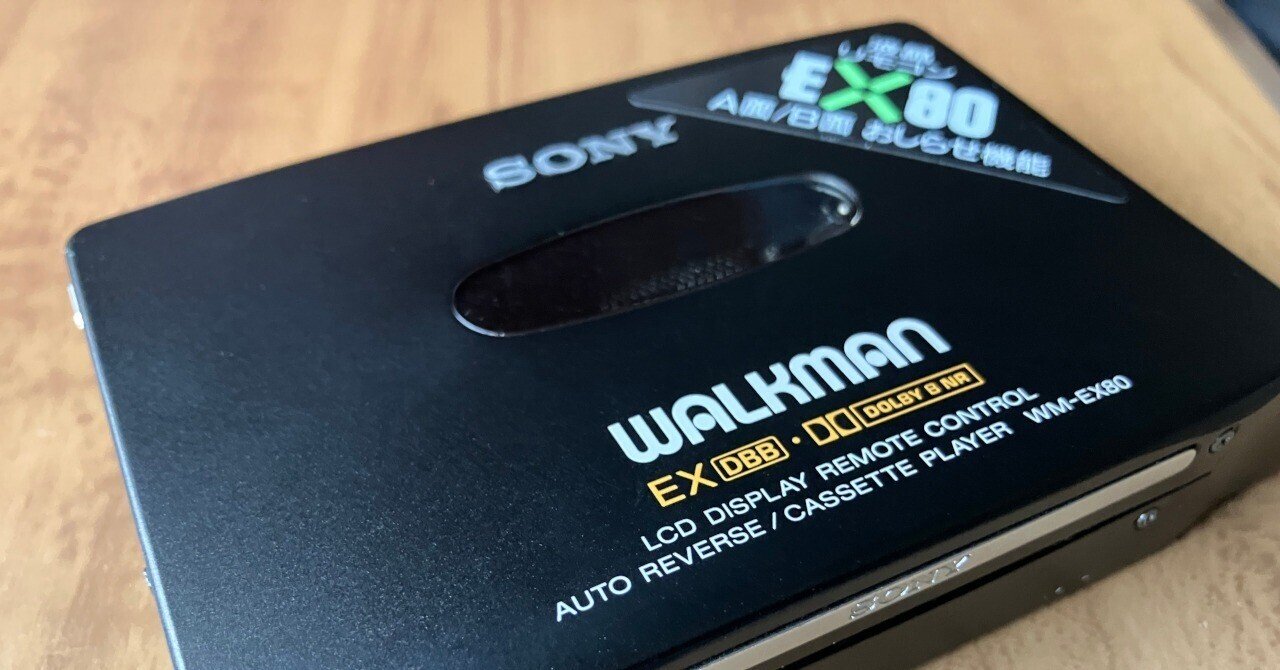 液晶
リモコン
EX80
A面/B面 おしらせ機能
SONY
WALKMAN
EX DBB · DOLBY B NR
LCD DISPLAY REMOTE CONTROL
AUTO REVERSE / CASSETTE PLAYER WM-EX80
SONY